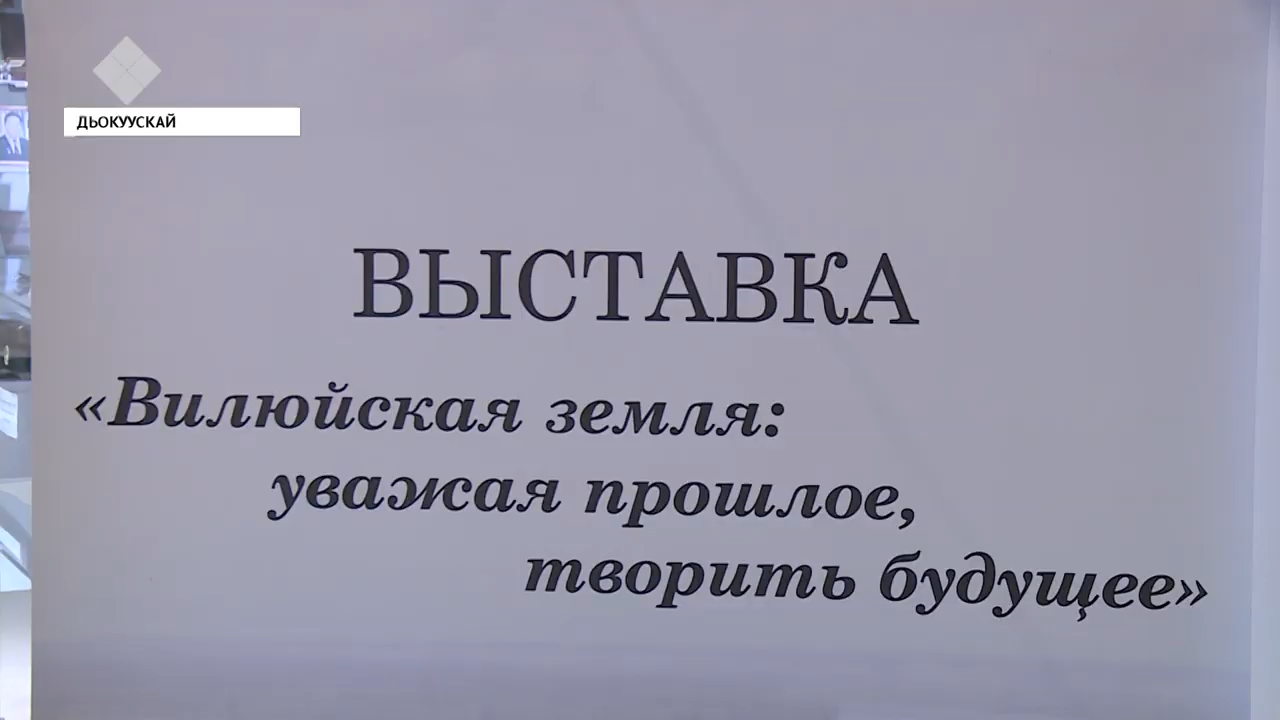 ДЬОКУУСКАЙ
ВЫСТАВКА
«Вилюйская земля:
уважая прошлое,
творить будущее»